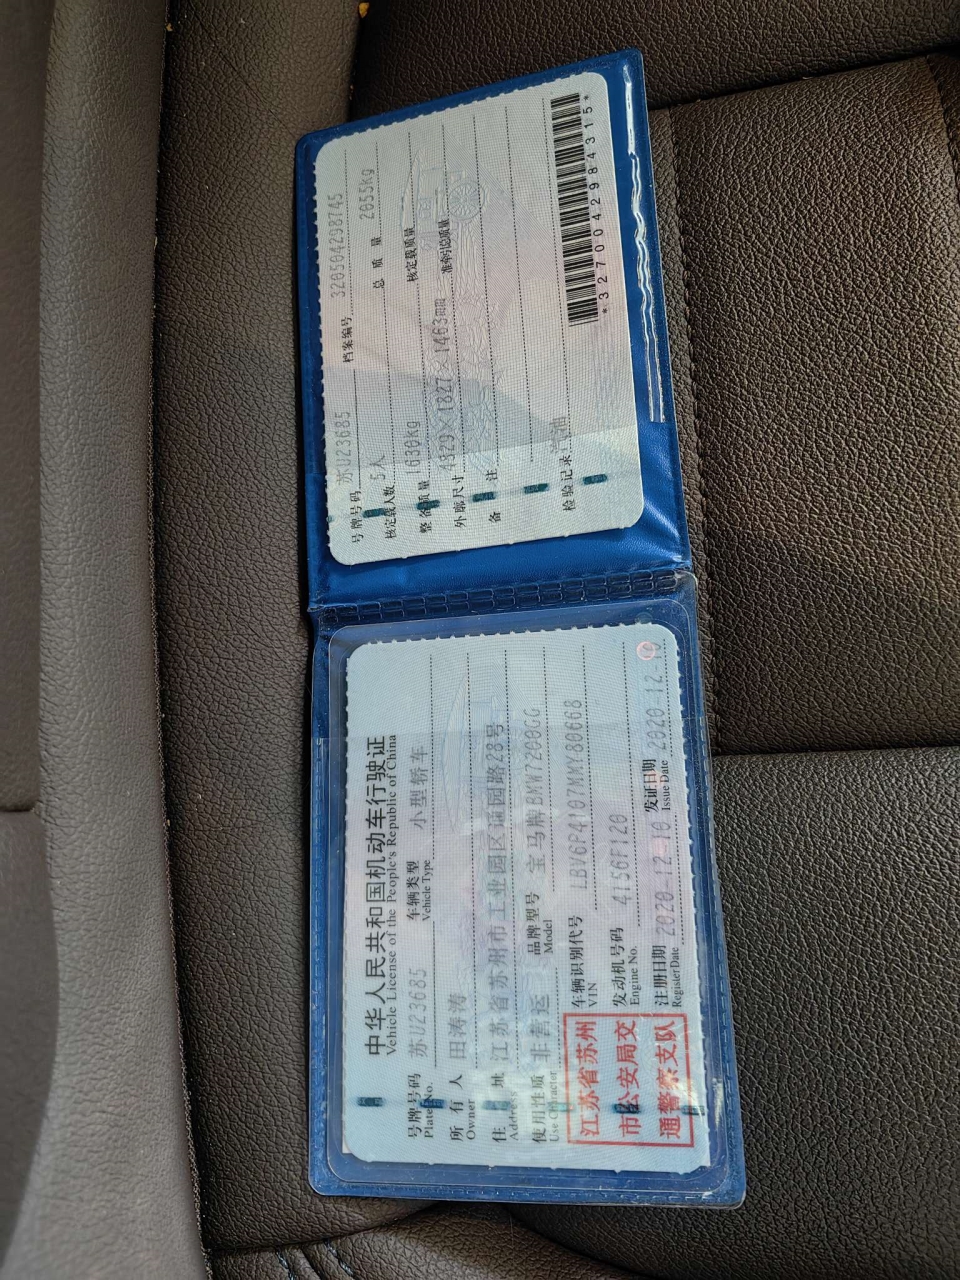 中华人民共和国机动车行驶证
Vehicle License of the People's Republic of China
号牌号码 苏U23685 车辆类型 小型轿车
Plate No. Vehicle Type
所有人 田涛涛
Owner
住址 江苏省苏州市工业园区蒲园路28号
Address
使用性质 非营运 品牌型号 宝马牌BMW7200GG
Use Character Model
江苏省苏州
市公安局交
通警察支队
车辆识别代号
VIN
发动机号码 4156F120
Engine No.
注册日期 2020-12-10 发证日期 2020-12-10
Register Date Issue Date
号牌号码 苏U23685 档案编号 320504298745
核定载人数 5人 总质量 2055kg
整备质量 1630kg 核定载质量
外廓尺寸 4829×1827×1463mm 准牵引总质量
备注
检验记录
*3270042984315*